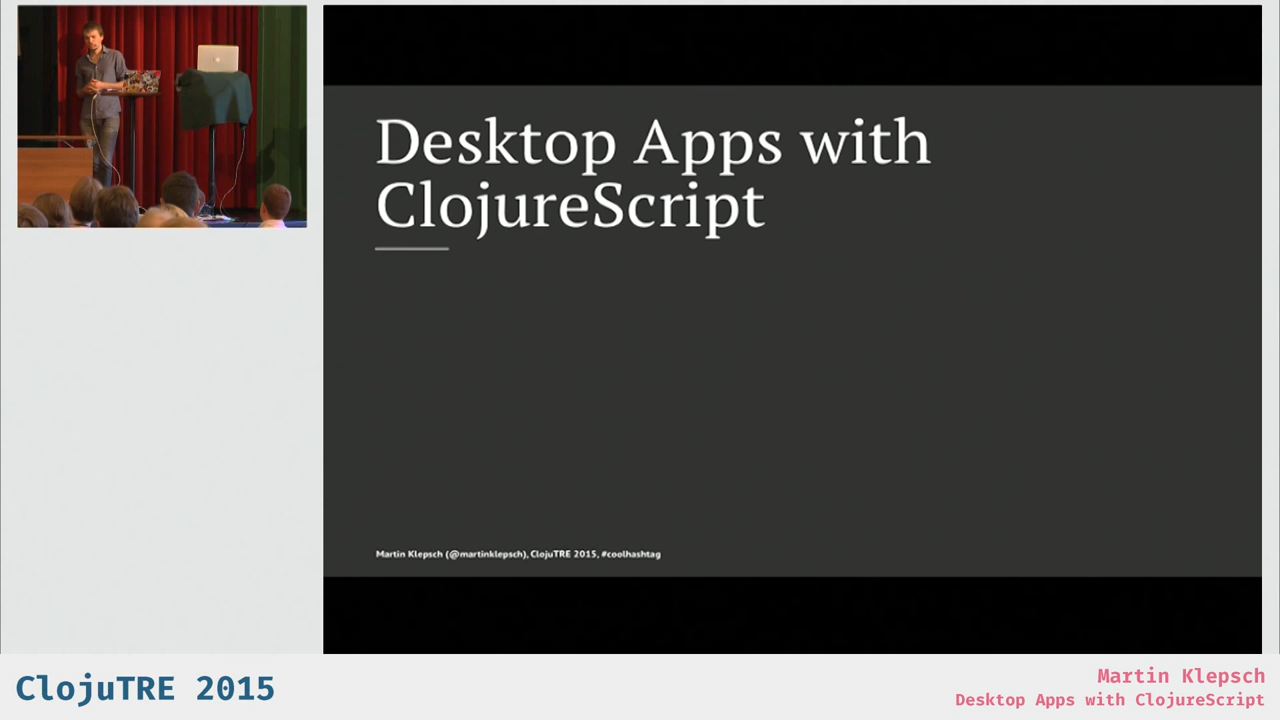 Desktop Apps with
ClojureScript
Martin Klepsch (@martinklepsch), ClojuTRE 2015, #coolhashtag
ClojuTRE 2015
Martin Klepsch
Desktop Apps with ClojureScript